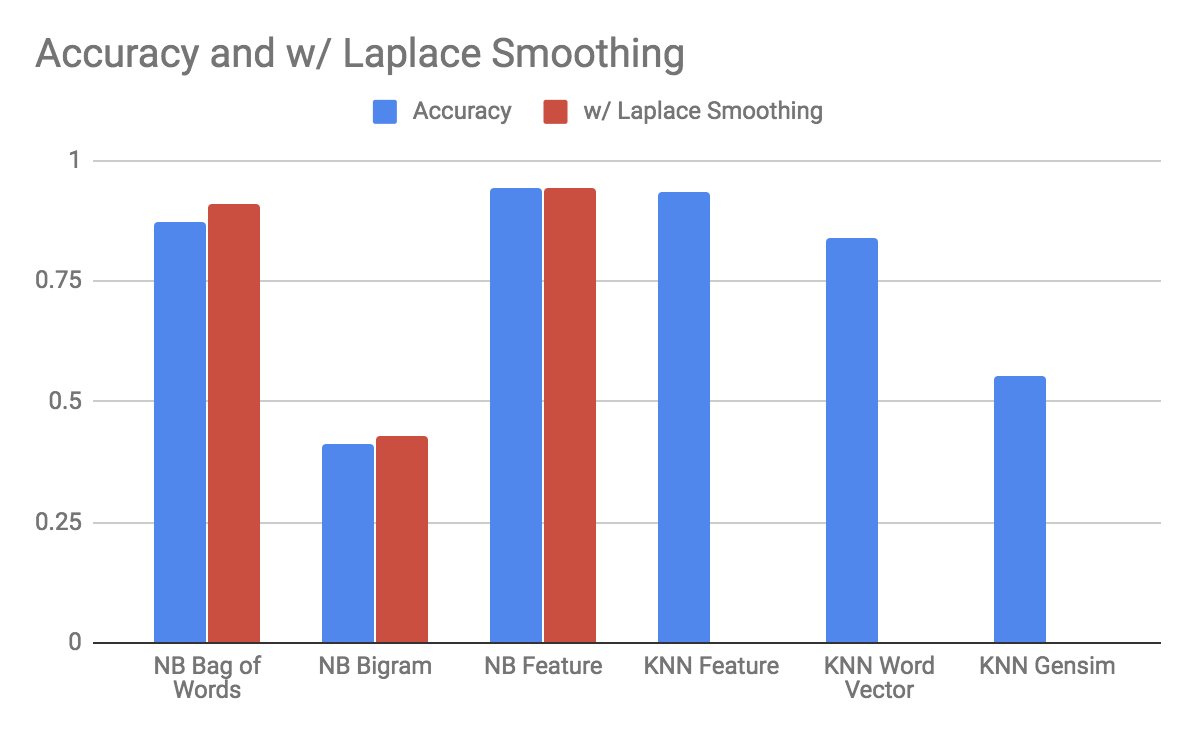 Accuracy and w/ Laplace Smoothing
Accuracy w/ Laplace Smoothing
1
0.75
0.5
0.25
0
NB Bag of Words
NB Bigram
NB Feature
KNN Feature
KNN Word Vector
KNN Gensim